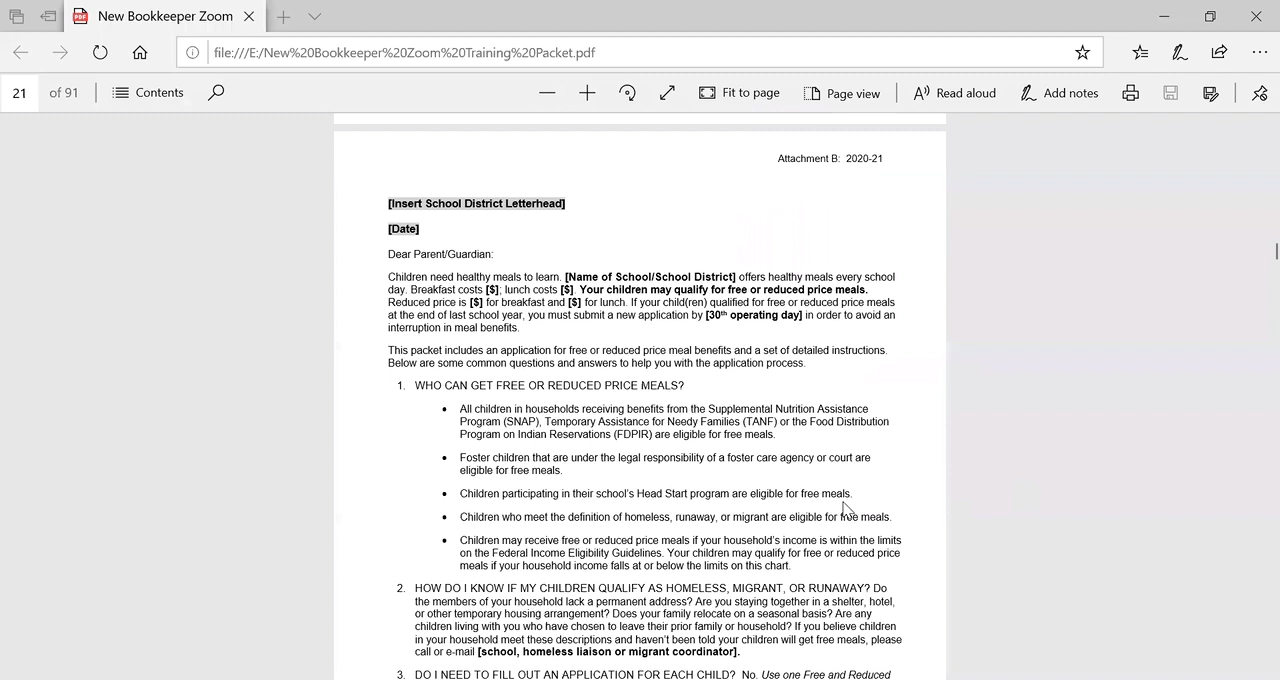 New Bookkeeper Zoom
file:///E:/New%20Bookkeeper%20Zoom%20Training%20Packet.pdf
21 of 91 Contents Fit to page Page view Read aloud Add notes
Attachment B: 2020-21
[Insert School District Letterhead]
[Date]
Dear Parent/Guardian:
Children need healthy meals to learn. [Name of School/School District] offers healthy meals every school
day. Breakfast costs [$]; lunch costs [$]. Your children may qualify for free or reduced price meals.
Reduced price is [$] for breakfast and [$] for lunch. If your child(ren) qualified for free or reduced price meals
at the end of last school year, you must submit a new application by [30th operating day] in order to avoid an
interruption in meal benefits.
This packet includes an application for free or reduced price meal benefits and a set of detailed instructions.
Below are some common questions and answers to help you with the application process.
1. WHO CAN GET FREE OR REDUCED PRICE MEALS?
• All children in households receiving benefits from the Supplemental Nutrition Assistance
Program (SNAP), Temporary Assistance for Needy Families (TANF) or the Food Distribution
Program on Indian Reservations (FDPIR) are eligible for free meals.
• Foster children that are under the legal responsibility of a foster care agency or court are
eligible for free meals.
• Children participating in their school's Head Start program are eligible for free meals.
• Children who meet the definition of homeless, runaway, or migrant are eligible for free meals.
• Children may receive free or reduced price meals if your household's income is within the limits
on the Federal Income Eligibility Guidelines. Your children may qualify for free or reduced price
meals if your household income falls at or below the limits on this chart.
2. HOW DO I KNOW IF MY CHILDREN QUALIFY AS HOMELESS, MIGRANT, OR RUNAWAY? Do
the members of your household lack a permanent address? Are you staying together in a shelter, hotel,
or other temporary housing arrangement? Does your family relocate on a seasonal basis? Are any
children living with you who have chosen to leave their prior family or household? If you believe children
in your household meet these descriptions and haven't been told your children will get free meals, please
call or e-mail [school, homeless liaison or migrant coordinator].
3. DO I NEED TO FILL OUT AN APPLICATION FOR EACH CHILD? No. Use one Free and Reduced